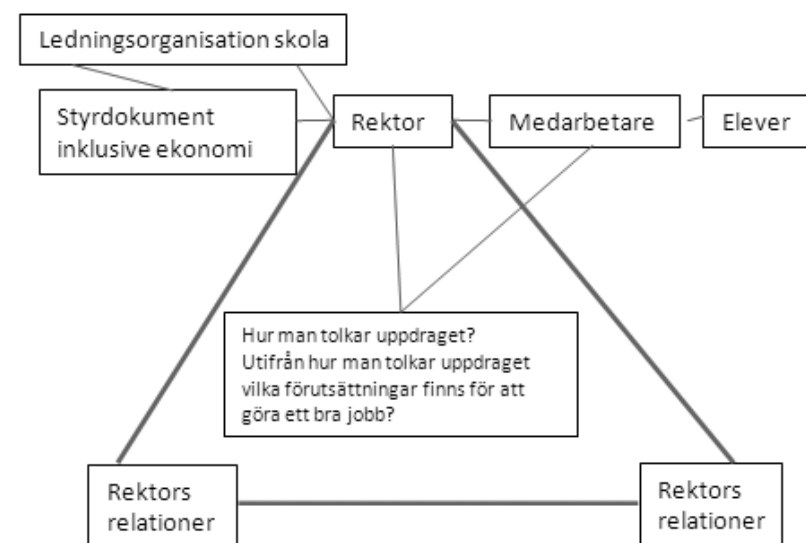 Ledningsorganisation skola
Styrdokument
inklusive ekonomi
Rektor
Medarbetare
Elever
Hur man tolkar uppdraget?
Utifrån hur man tolkar uppdraget
vilka förutsättningar finns för att
göra ett bra jobb?
Rektors
relationer
Rektors
relationer